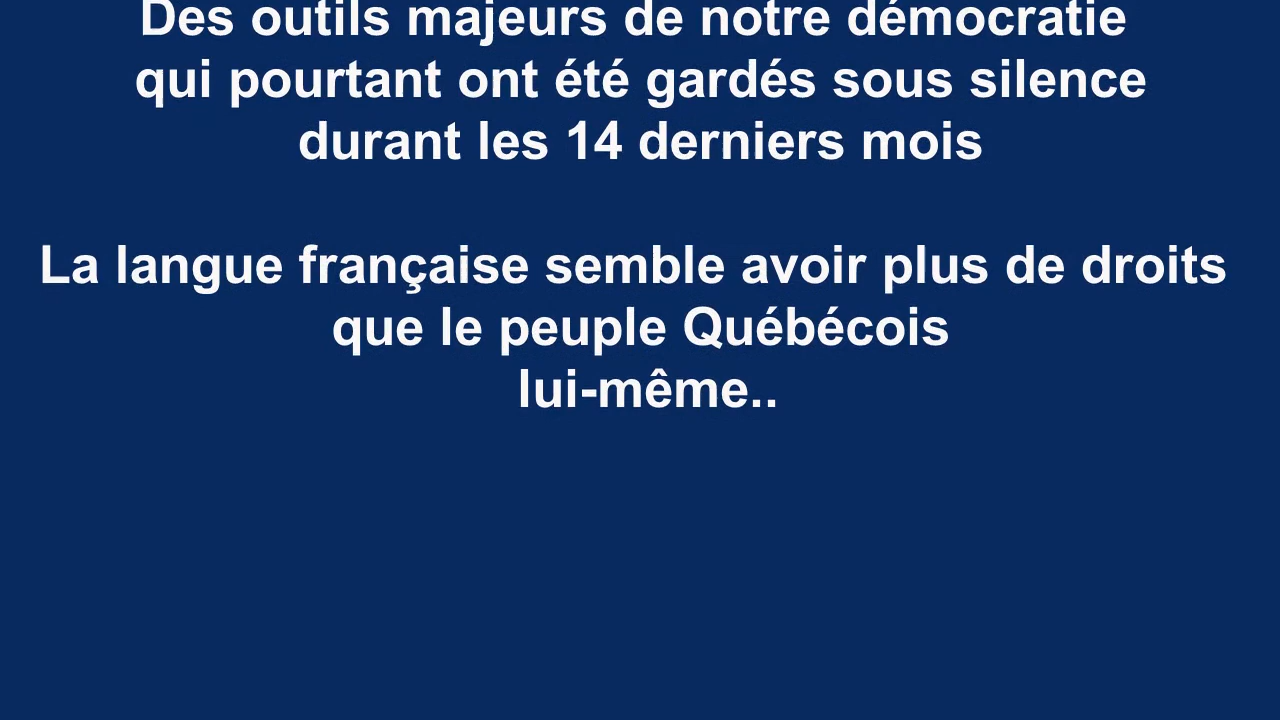 Des outils majeurs de notre démocratie
qui pourtant ont été gardés sous silence
durant les 14 derniers mois
La langue française semble avoir plus de droits
que le peuple Québécois
lui-même..